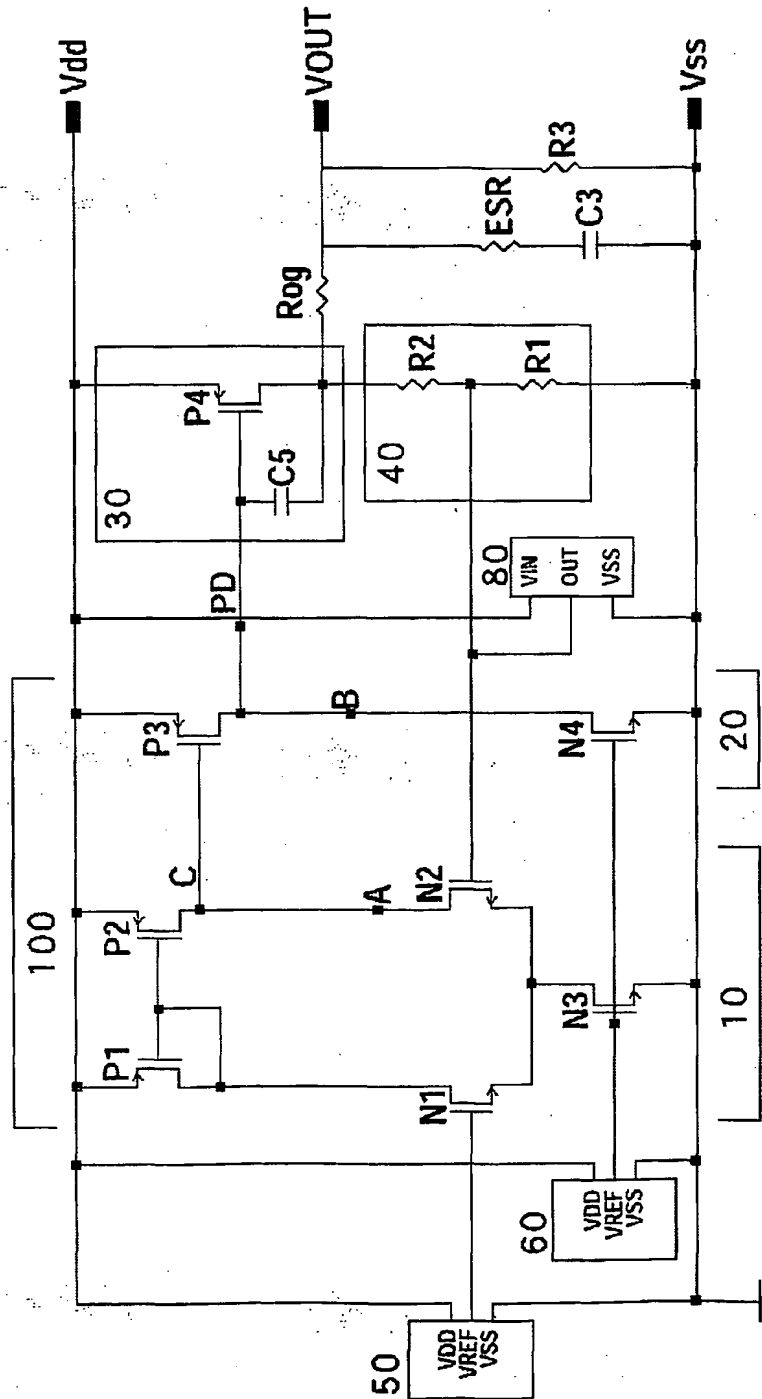 100
Vdd
P1
P2
P3
P4
30
C5
C
PD
Rog
VOUT
A
B
N1
N2
40
R2
R1
ESR
C3
R3
80
VIN
OUT
VSS
50
VDD
VREF
VSS
60
VDD
VREF
VSS
N3
N4
Vss
10
20